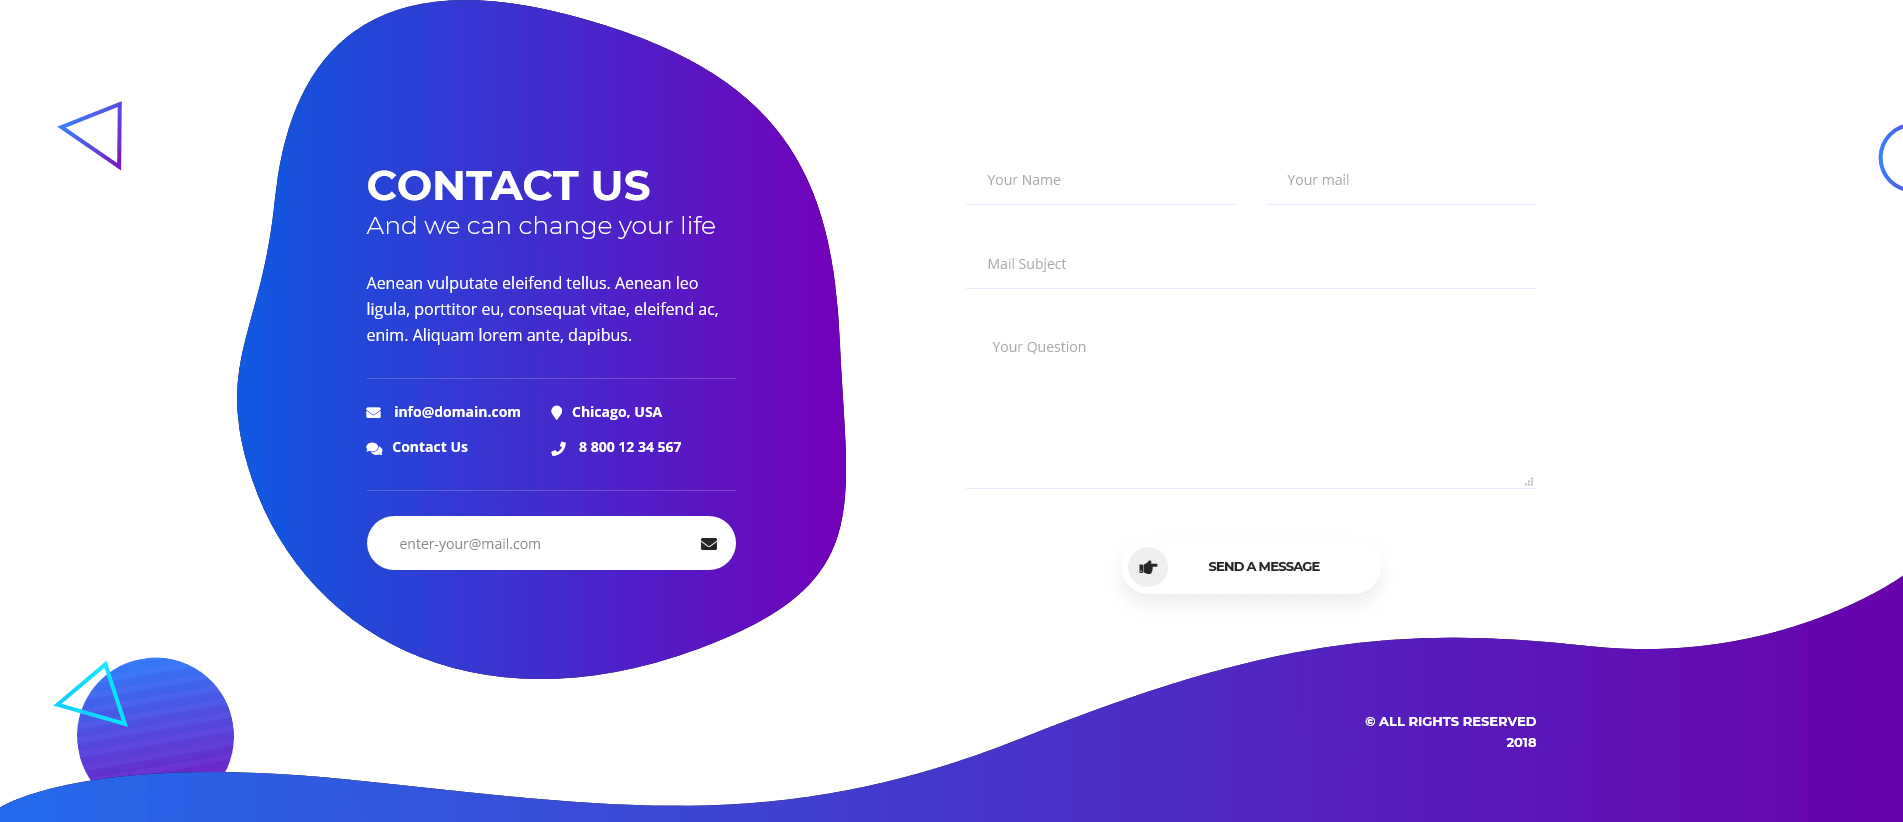 CONTACT US
And we can change your life
Aenean vulputate eleifend tellus. Aenean leo
ligula, porttitor eu, consequat vitae, eleifend ac,
enim. Aliquam lorem ante, dapibus.
info@domain.com
Chicago, USA
Contact Us
8 800 12 34 567
enter-your@mail.com
Your Name
Your mail
Mail Subject
Your Question
SEND A MESSAGE
© ALL RIGHTS RESERVED
2018